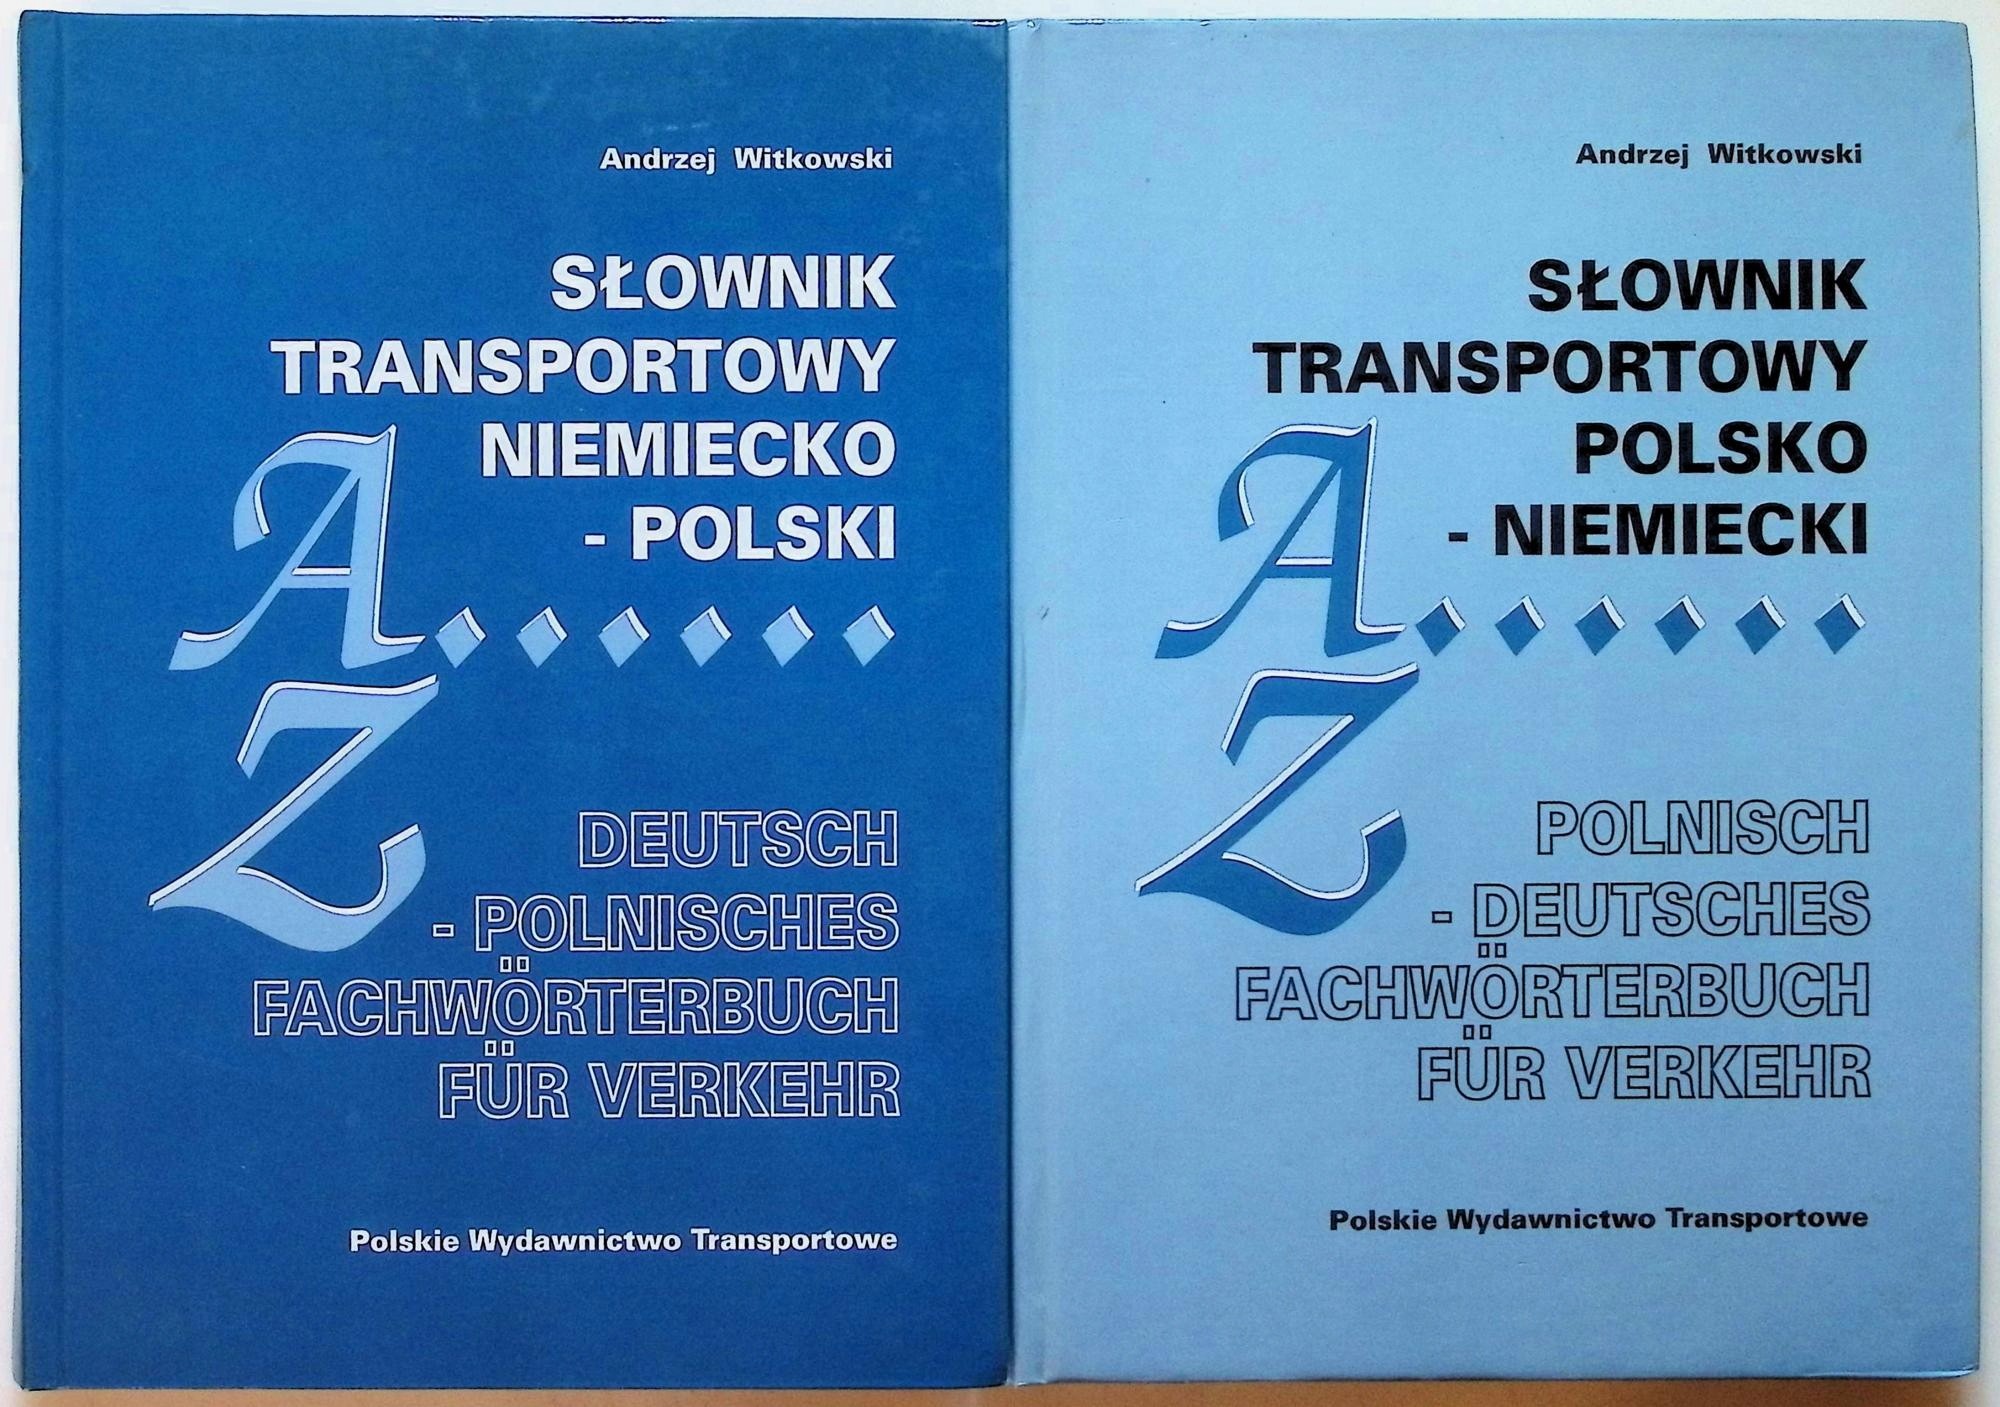 Andrzej Witkowski
SŁOWNIK
TRANSPORTOWY
NIEMIECKO
- POLSKI
A
Z
DEUTSCH
- POLNISCHES
FACHWÖRTERBUCH
FÜR VERKEHR
Polskie Wydawnictwo Transportowe
Andrzej Witkowski
SŁOWNIK
TRANSPORTOWY
POLSKO
- NIEMIECKI
A
Z
POLNISCH
- DEUTSCHES
FACHWÖRTERBUCH
FÜR VERKEHR
Polskie Wydawnictwo Transportowe